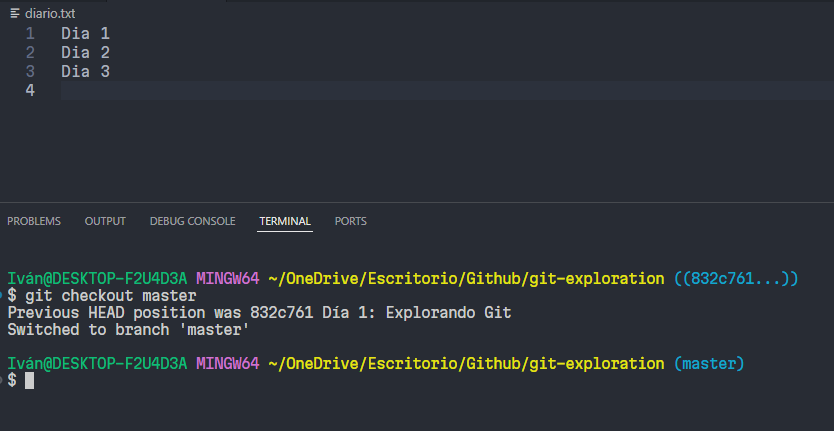 diario.txt
1 Dia 1
2 Dia 2
3 Dia 3
4
PROBLEMS OUTPUT DEBUG CONSOLE TERMINAL PORTS
Iván@DESKTOP-F2U4D3A MINGW64 ~/OneDrive/Escritorio/Github/git-exploration ((832c761...))
$ git checkout master
Previous HEAD position was 832c761 Día 1: Explorando Git
Switched to branch 'master'
Iván@DESKTOP-F2U4D3A MINGW64 ~/OneDrive/Escritorio/Github/git-exploration (master)
$